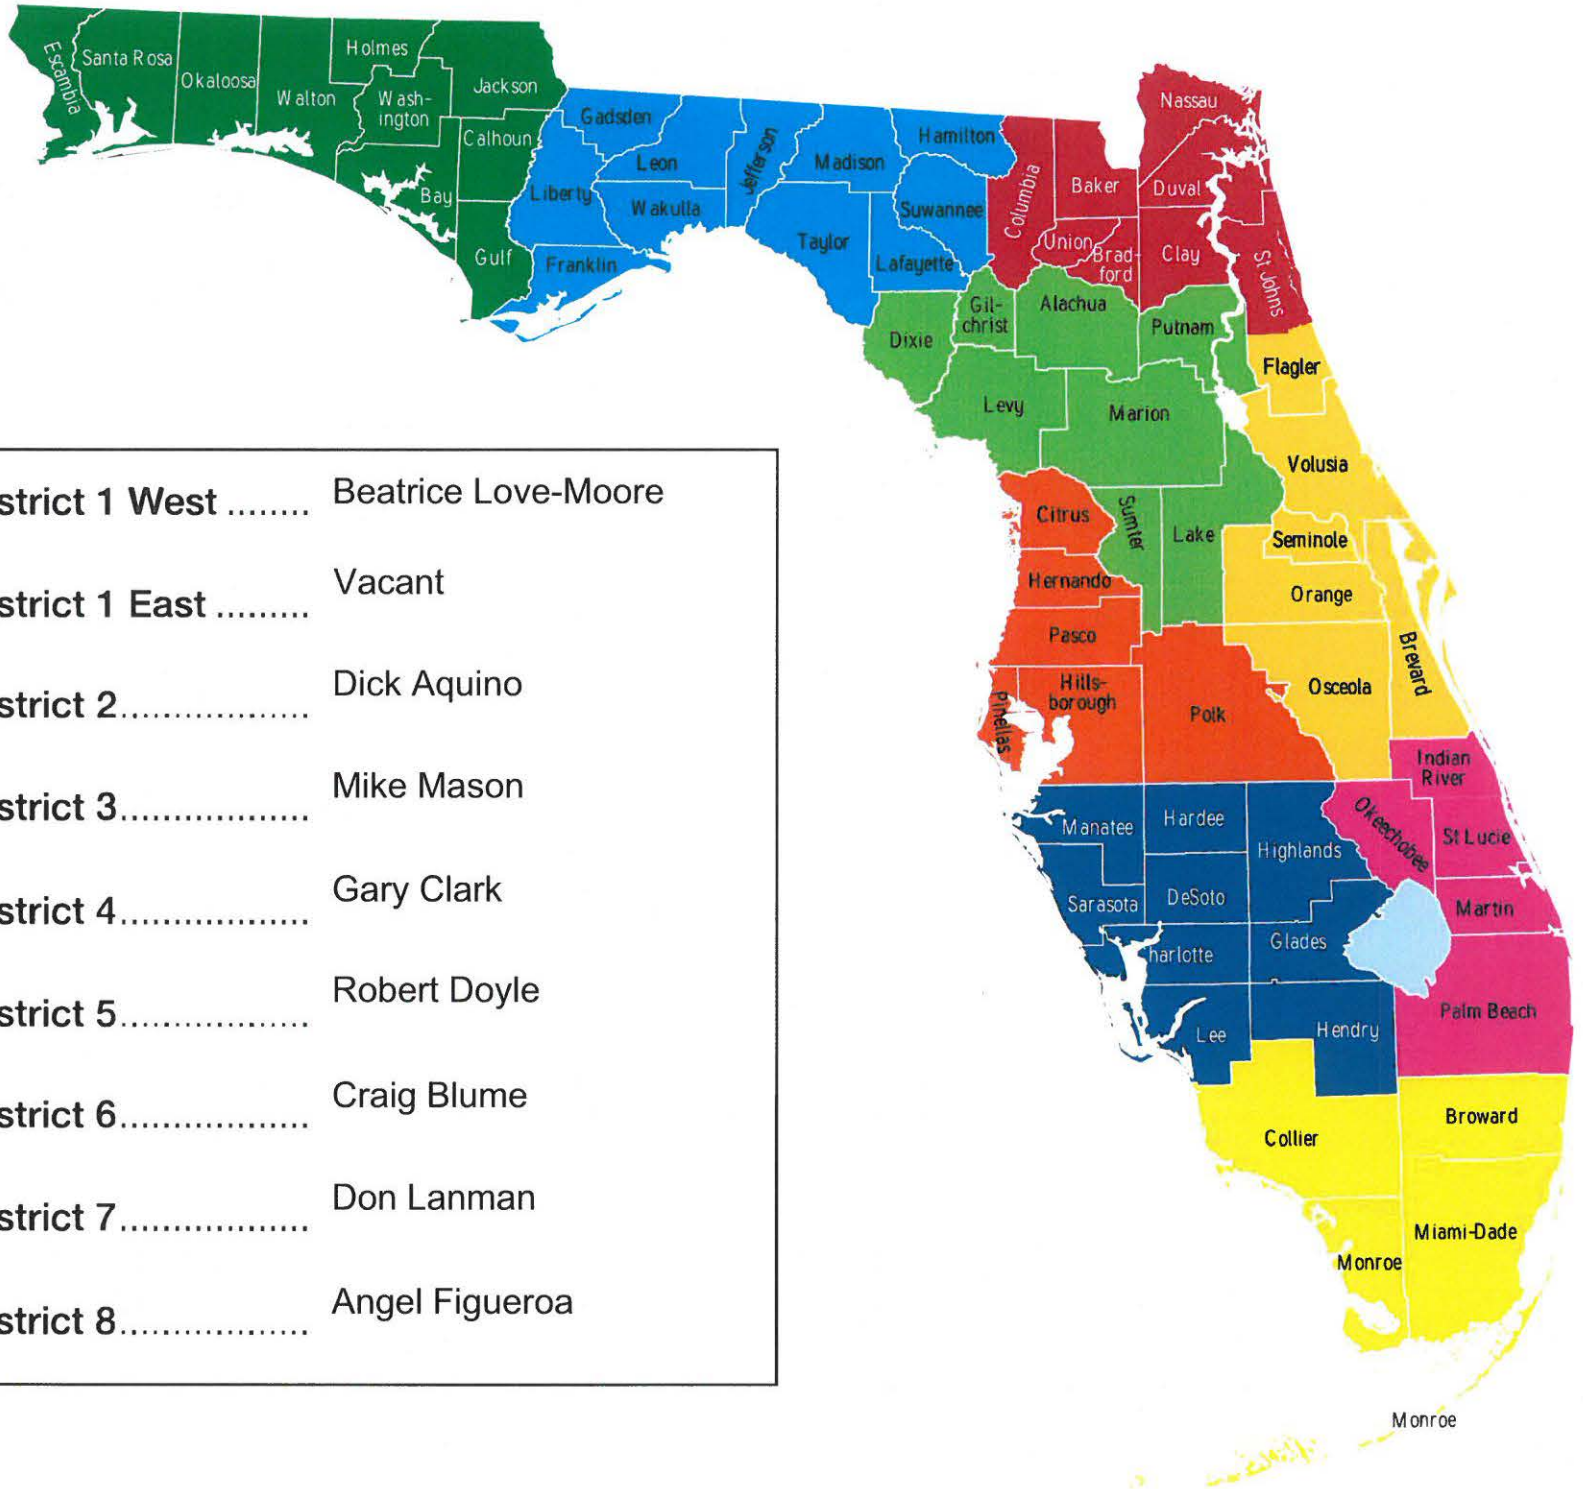 Escambia
Santa Rosa
Okaloosa
Walton
Holmes
Wash-
ington
Jackson
Calhoun
Bay
Gulf
Gadsden
Liberty
Franklin
Leon
Wakulla
Jefferson
Madison
Taylor
Hamilton
Suwannee
Lafayette
Columbia
Baker
Nassau
Duval
Union
Brad-
ford
Clay
St Johns
Dixie
Gil-
christ
Alachua
Putnam
Levy
Marion
Flagler
Volusia
Citrus
Sumter
Lake
Seminole
Hernando
Orange
Pasco
Brevard
Pinellas
Hills-
borough
Polk
Osceola
Indian
River
Manatee
Hardee
Highlands
Okeechobee
St Lucie
Sarasota
DeSoto
Martin
harlotte
Glades
Lee
Hendry
Palm Beach
Collier
Broward
Monroe
Miami-Dade
Monroe
strict 1 West ........ Beatrice Love-Moore
strict 1 East ......... Vacant
strict 2.................. Dick Aquino
strict 3.................. Mike Mason
strict 4.................. Gary Clark
strict 5.................. Robert Doyle
strict 6.................. Craig Blume
strict 7.................. Don Lanman
strict 8.................. Angel Figueroa